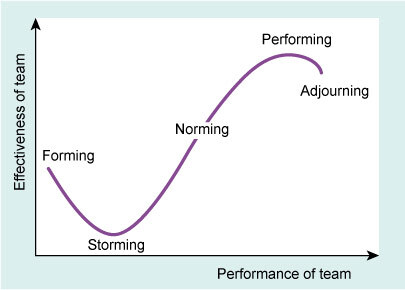 Performing
Adjourning
Norming
Forming
Storming
Effectiveness of team
Performance of team